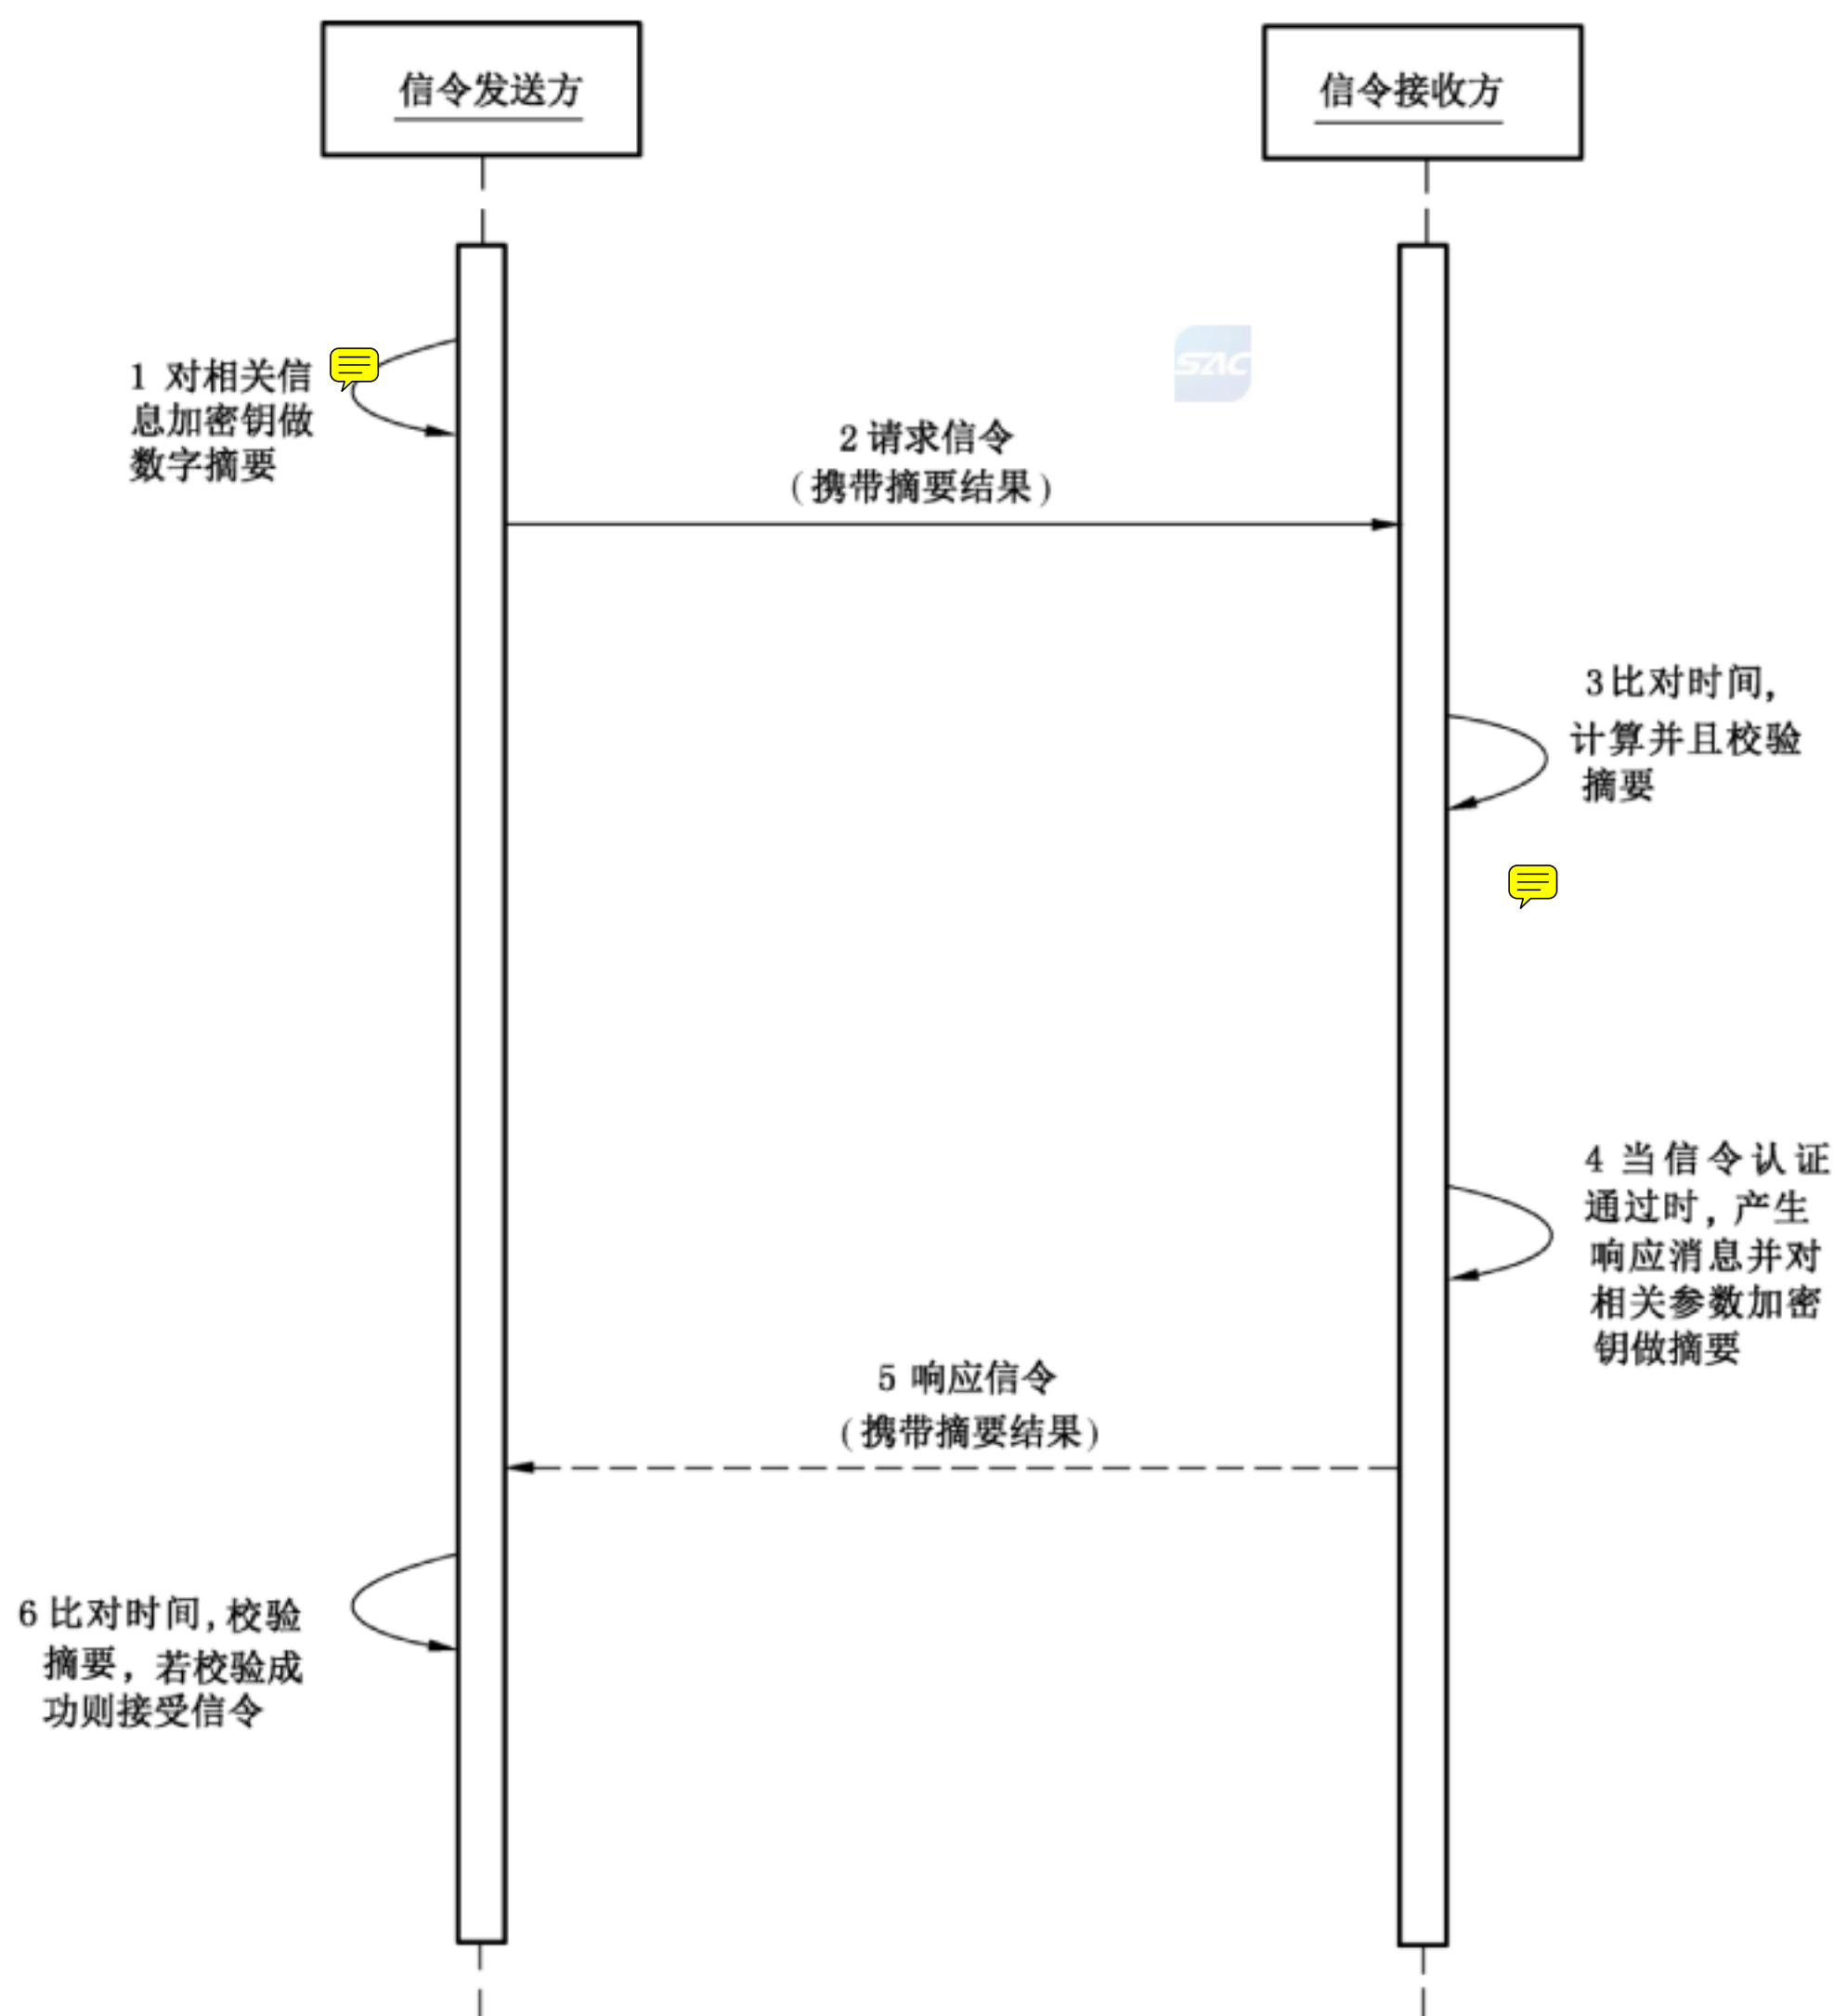 信令发送方
信令接收方
SAC
1 对相关信
息加密钥做
数字摘要
2 请求信令
(携带摘要结果)
3比对时间,
计算并且校验
摘要
4 当信令认证
通过时,产生
响应消息并对
相关参数加密
钥做摘要
5 响应信令
(携带摘要结果)
6 比对时间,校验
摘要,若校验成
功则接受信令